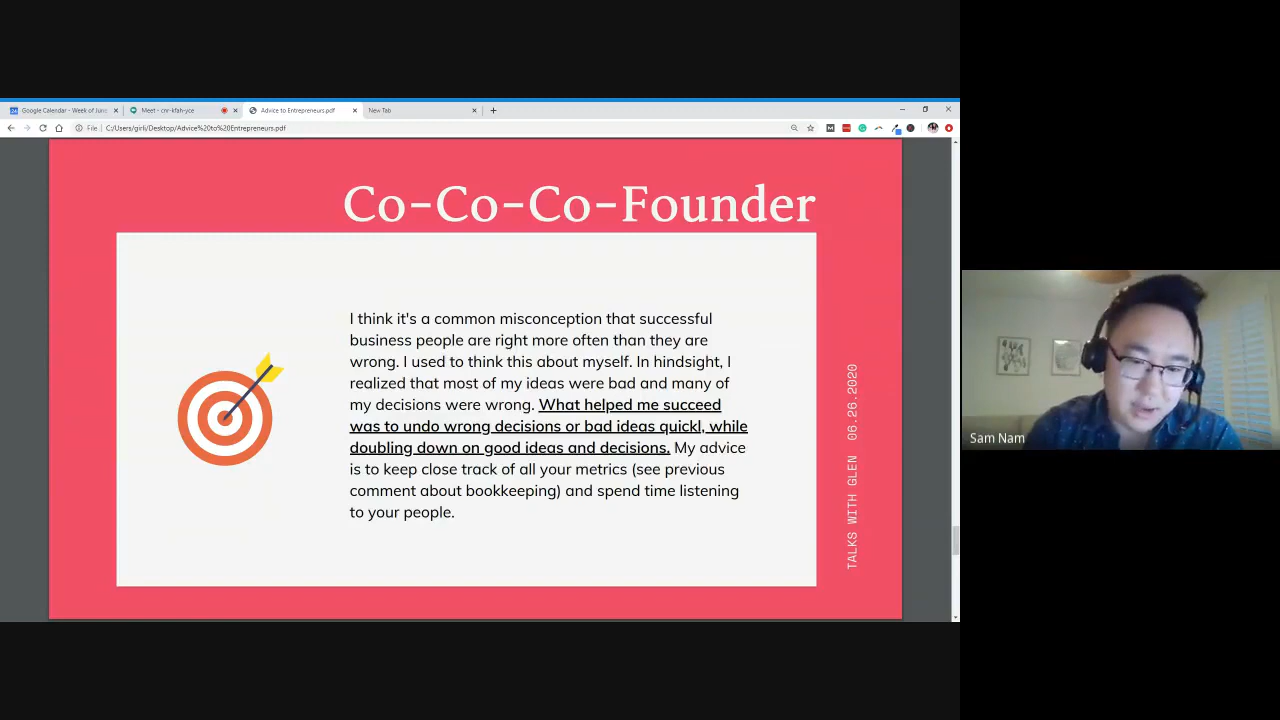 Google Calendar - Week of June
Meet - cnr-kfah-yce
Advice to Entrepreneurs.pdf
New Tab
File
C:/Users/girli/Desktop/Advice%20to%20Entrepreneurs.pdf
Co-Co-Co-Founder
I think it's a common misconception that successful
business people are right more often than they are
wrong. I used to think this about myself. In hindsight, I
realized that most of my ideas were bad and many of
my decisions were wrong. What helped me succeed
was to undo wrong decisions or bad ideas quickl, while
doubling down on good ideas and decisions. My advice
is to keep close track of all your metrics (see previous
comment about bookkeeping) and spend time listening
to your people.
TALKS WITH GLEN 06.26.2020
Sam Nam